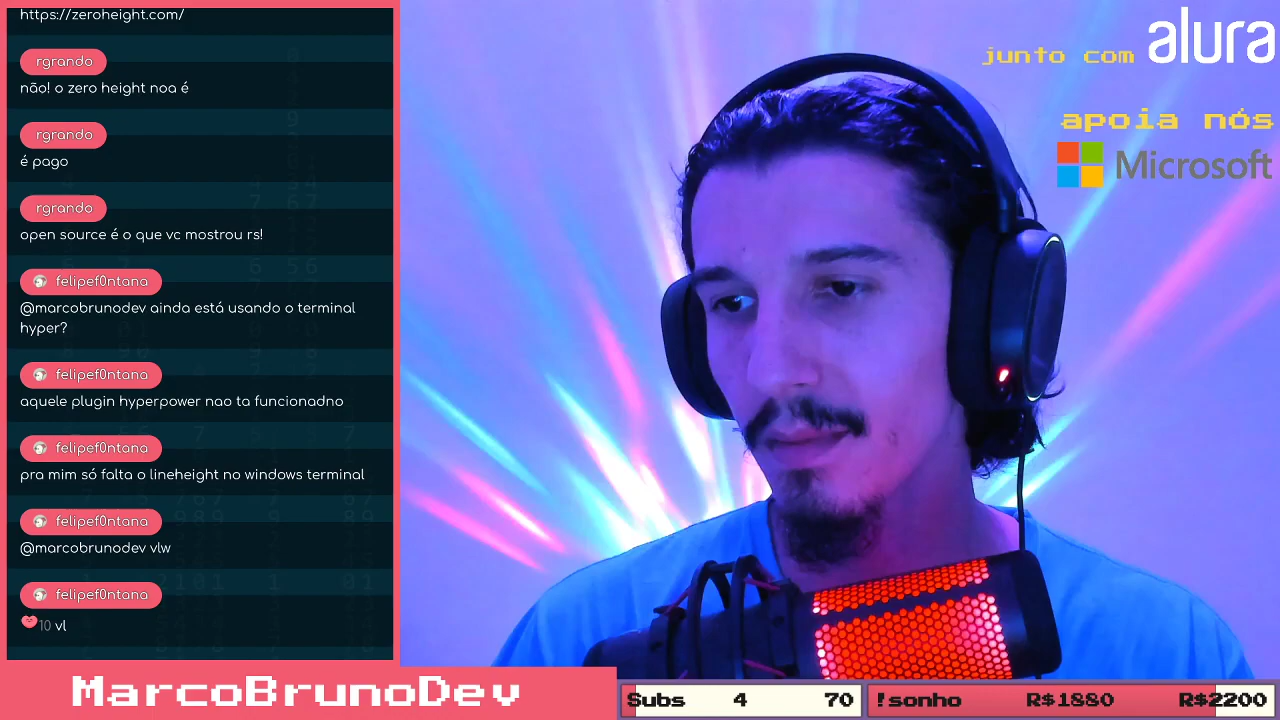 https://zeroheight.com/
rgrando
não! o zero height nna é
rgrando
é pago
rgrando
open source é o que vc mostrou rs!
felipef0ntana
@marcobrunodev ainda está usando o terminal
hyper?
felipef0ntana
aquele plugin hyperpower nao ta funcionadno
felipef0ntana
pra mim só falta o lineheight no windows terminal
felipef0ntana
@marcobrunodev vlw
felipef0ntana
10 vl
junto com alura
apoia nós
Microsoft
MarcoBrunoDev
Subs 4 70
!sonho R$1880 R$2200